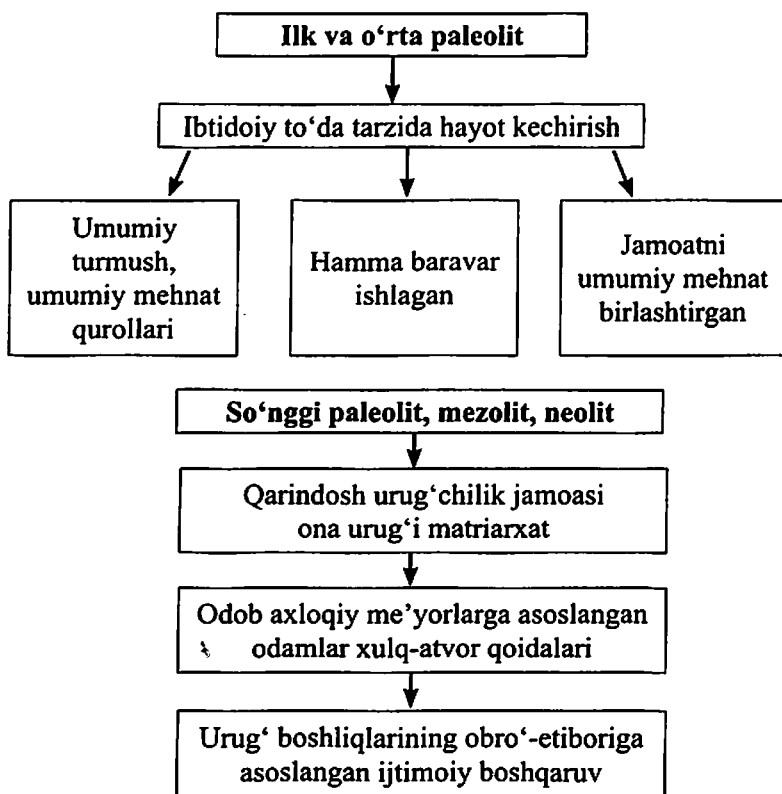 Ilk va o‘rta paleolit
Ibtidoiy to‘da tarzida hayot kechirish
Umumiy
turmush,
umumiy mehnat
qurollari
Hamma baravar
ishlagan
Jamoatni
umumiy mehnat
birlashtirgan
So‘nggi paleolit, mezolit, neolit
Qarindosh urug‘chilik jamoasi
ona urug‘i matriarxat
Odob axloqiy me’yorlarga asoslangan
odamlar xulq-atvor qoidalari
Urug‘ boshliqlarining obro‘-etiboriga
asoslangan ijtimoiy boshqaruv